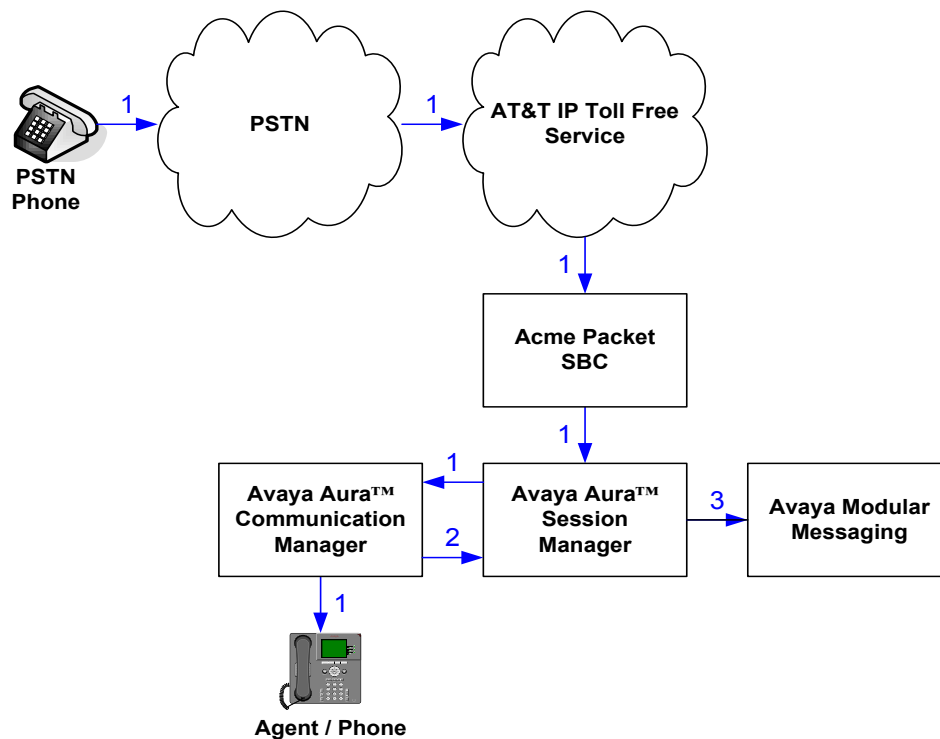 1
1
PSTN
AT&T IP Toll Free
Service
PSTN
Phone
1
Acme Packet
SBC
1
1
Avaya Aura™
Communication
Manager
2
Avaya Aura™
Session
Manager
3
Avaya Modular
Messaging
1
Agent / Phone